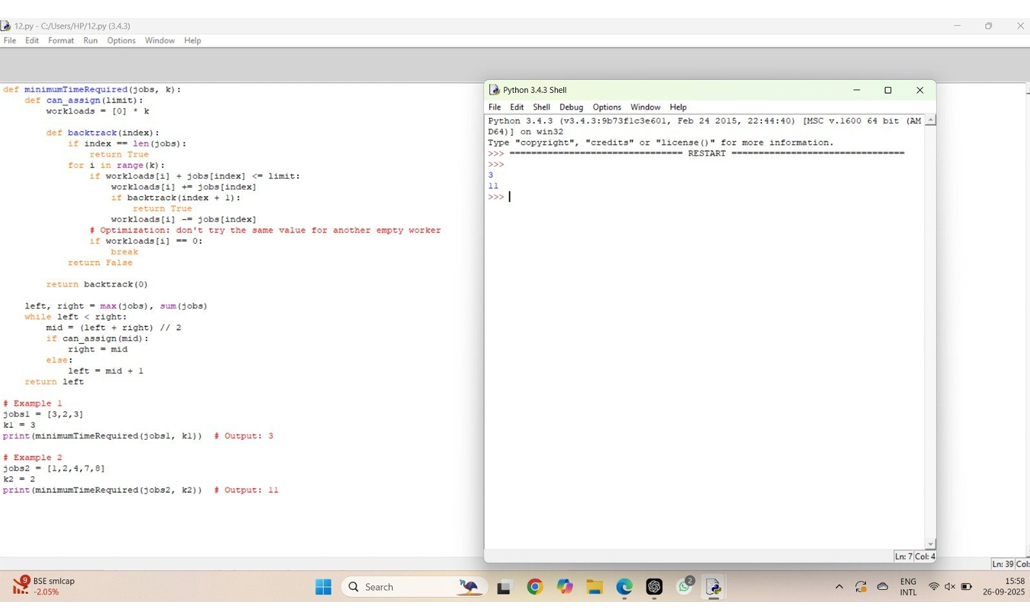 12.py - C:/Users/HP/12.py (3.4.3)
File Edit Format Run Options Window Help
def minimumTimeRequired(jobs, k):
    def can_assign(limit):
        workloads = [0] * k

        def backtrack(index):
            if index == len(jobs):
                return True
            for i in range(k):
                if workloads[i] + jobs[index] <= limit:
                    workloads[i] += jobs[index]
                    if backtrack(index + 1):
                        return True
                    workloads[i] -= jobs[index]
                # Optimization: don't try the same value for another empty worker
                if workloads[i] == 0:
                    break
            return False

        return backtrack(0)

    left, right = max(jobs), sum(jobs)
    while left < right:
        mid = (left + right) // 2
        if can_assign(mid):
            right = mid
        else:
            left = mid + 1
    return left

# Example 1
jobs1 = [3,2,3]
k1 = 3
print(minimumTimeRequired(jobs1, k1))  # Output: 3

# Example 2
jobs2 = [1,2,4,7,8]
k2 = 2
print(minimumTimeRequired(jobs2, k2))  # Output: 11
Python 3.4.3 Shell
File Edit Shell Debug Options Window Help
Python 3.4.3 (v3.4.3:9b73f1c3e601, Feb 24 2015, 22:44:40) [MSC v.1600 64 bit (AM
D64)] on win32
Type "copyright", "credits" or "license()" for more information.
>>> ================================ RESTART ================================
>>>
3
11
>>>
Ln: 7 Col: 4
Ln: 39 Col:
9
BSE smlcap
-2.05%
Search
2
ENG
INTL
15:58
26-09-2025